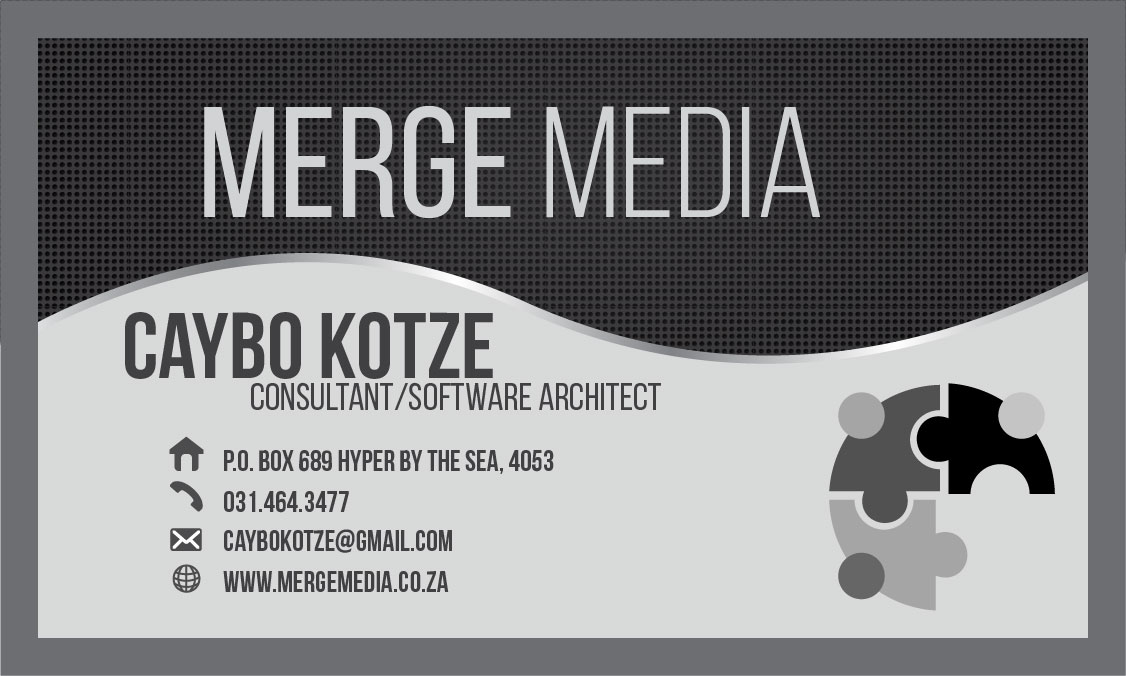 MERGE MEDIA
CAYBO KOTZE
CONSULTANT/SOFTWARE ARCHITECT
P.O. BOX 689 HYPER BY THE SEA, 4053
031.464.3477
CAYBOKOTZE@GMAIL.COM
WWW.MERGEMEDIA.CO.ZA